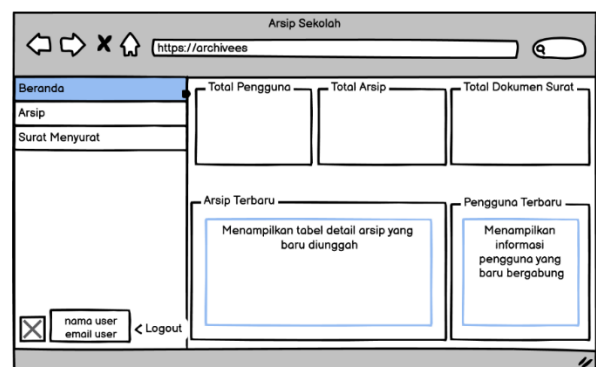 Arsip Sekolah
https://archivees
Beranda
Arsip
Surat Menyurat
Total Pengguna
Total Arsip
Total Dokumen Surat
Arsip Terbaru
Menampilkan tabel detail arsip yang
baru diunggah
Pengguna Terbaru
Menampilkan
informasi
pengguna yang
baru bergabung
nama user
email user
< Logout